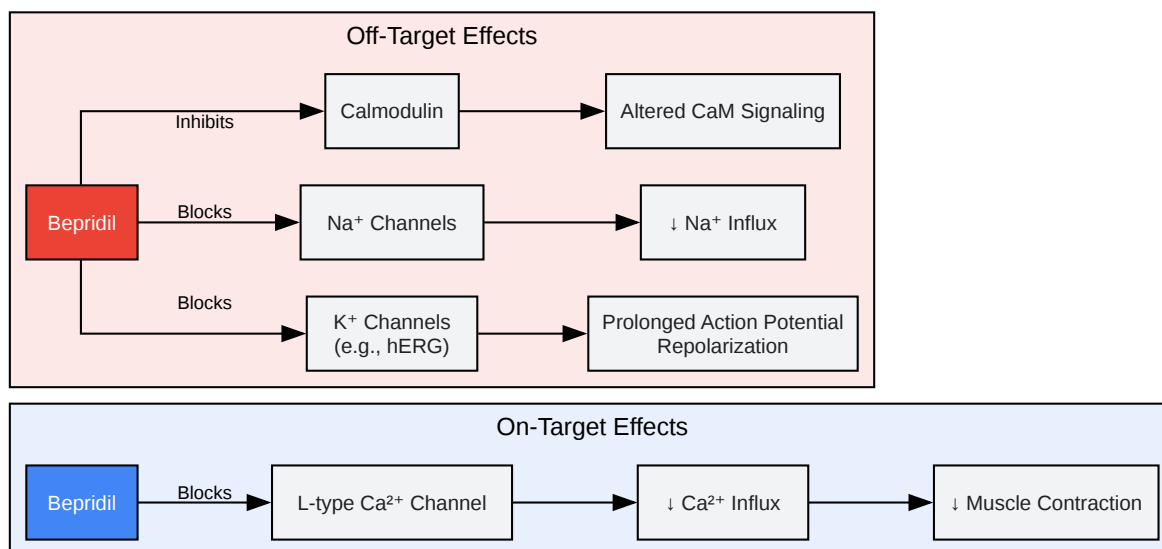 Off-Target Effects
Calmodulin
Altered CaM Signaling
Inhibits
Bepridil
Blocks
Na⁺ Channels
↓ Na⁺ Influx
Blocks
K⁺ Channels
(e.g., hERG)
Prolonged Action Potential
Repolarization
On-Target Effects
Bepridil
Blocks
L-type Ca²⁺ Channel
↓ Ca²⁺ Influx
↓ Muscle Contraction